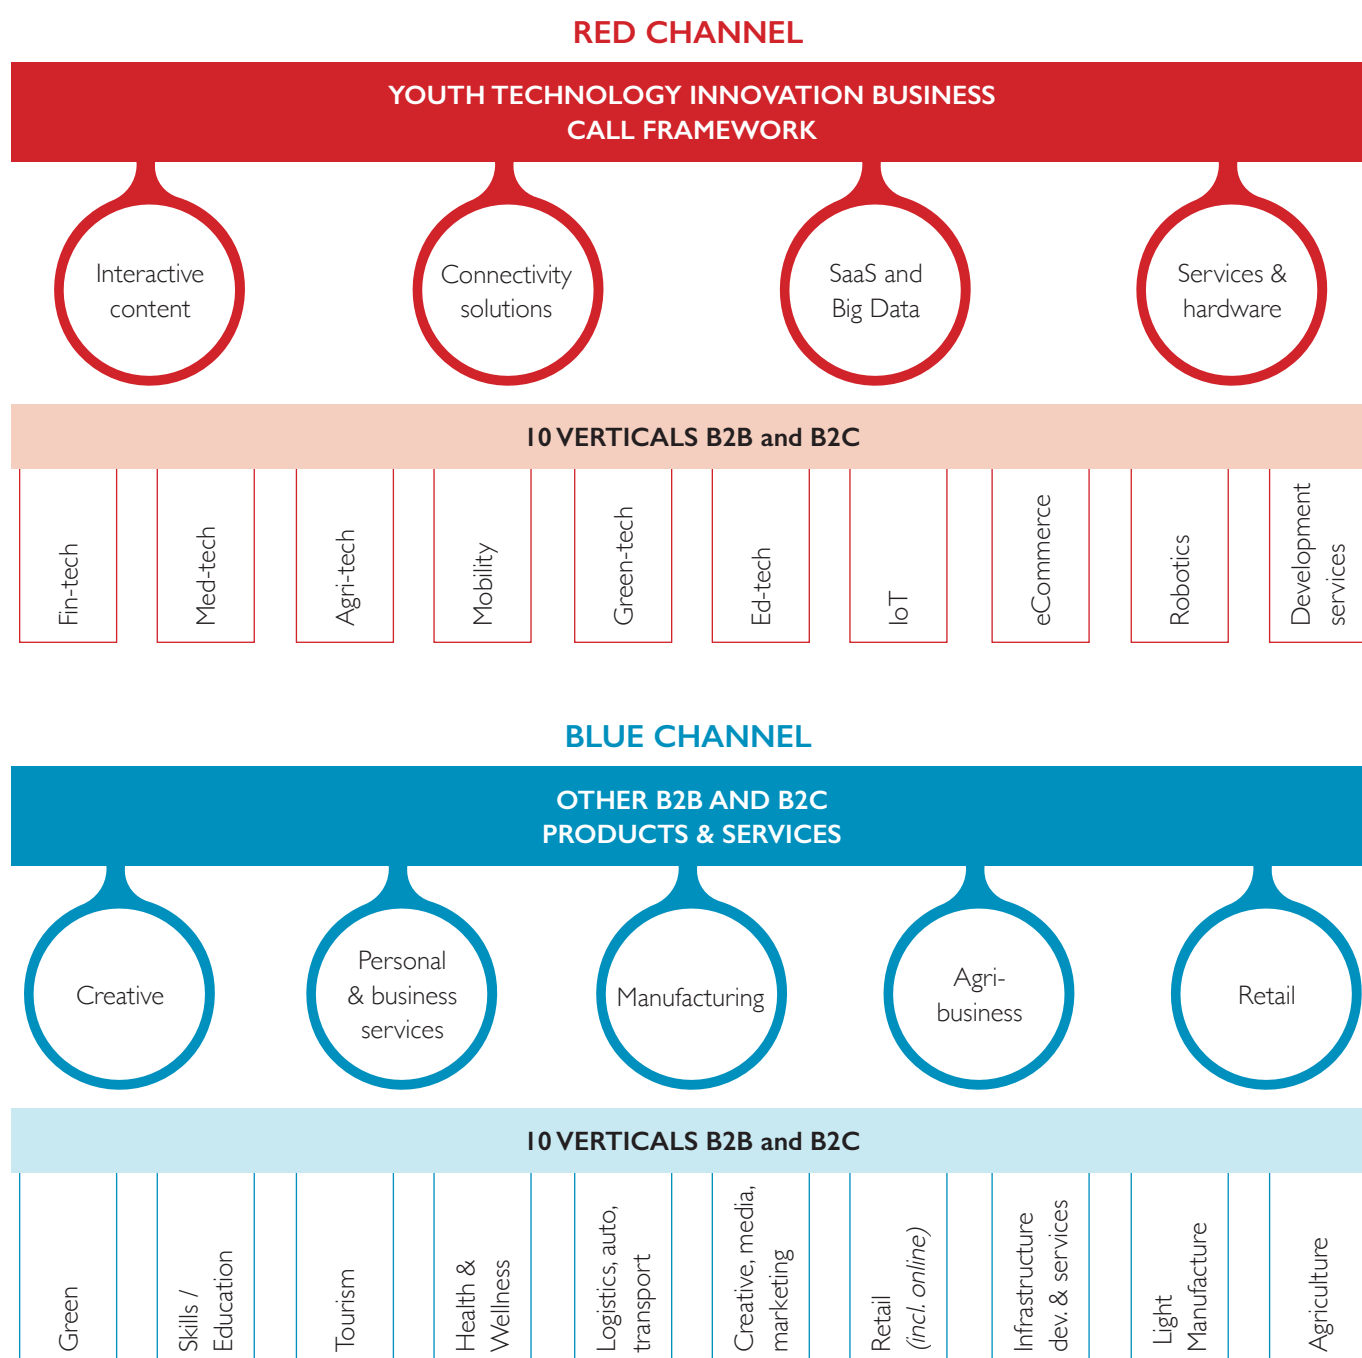 RED CHANNEL
YOUTH TECHNOLOGY INNOVATION BUSINESS
CALL FRAMEWORK
Interactive
content
Connectivity
solutions
SaaS and
Big Data
Services &
hardware
10 VERTICALS B2B and B2C
Fin-tech
Med-tech
Agri-tech
Mobility
Green-tech
Ed-tech
IoT
eCommerce
Robotics
Development
services
BLUE CHANNEL
OTHER B2B AND B2C
PRODUCTS & SERVICES
Creative
Personal
& business
services
Manufacturing
Agri-
business
Retail
10 VERTICALS B2B and B2C
Green
Skills /
Education
Tourism
Health &
Wellness
Logistics, auto,
transport
Creative, media,
marketing
Retail
(incl. online)
Infrastructure
dev. & services
Light
Manufacture
Agriculture